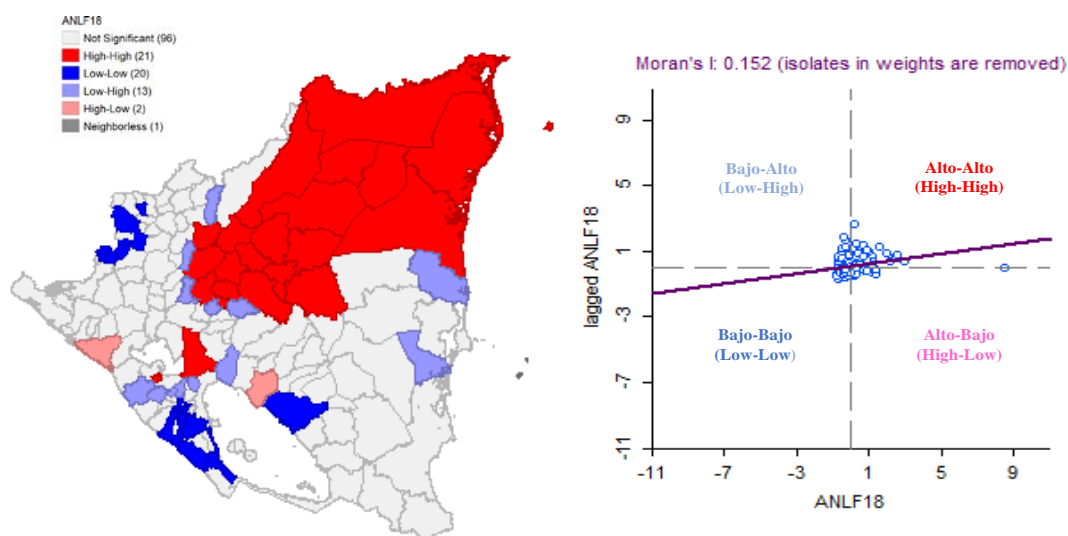 ANLF18
Not Significant (96)
High-High (21)
Low-Low (20)
Low-High (13)
High-Low (2)
Neighborless (1)
Moran's I: 0.152 (isolates in weights are removed)
lagged ANLF18
9
5
1
-3
-7
-11
Bajo-Alto
(Low-High)
Alto-Alto
(High-High)
Bajo-Bajo
(Low-Low)
Alto-Bajo
(High-Low)
-11 -7 -3 1 5 9
ANLF18